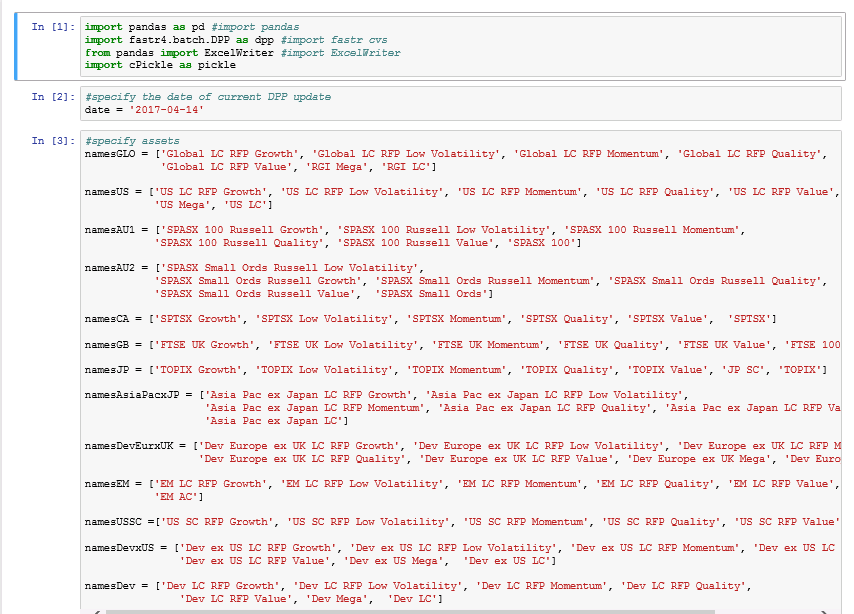 In [1]: import pandas as pd #import pandas
import fastr4.batch.DPP as dpp #import fastr cvs
from pandas import ExcelWriter #import ExcelWriter
import cPickle as pickle
In [2]: #specify the date of current DPP update
date = '2017-04-14'
In [3]: #specify assets
namesGLO = ['Global LC RFP Growth', 'Global LC RFP Low Volatility', 'Global LC RFP Momentum', 'Global LC RFP Quality',
'Global LC RFP Value', 'RGI Mega', 'RGI LC']
namesUS = ['US LC RFP Growth', 'US LC RFP Low Volatility', 'US LC RFP Momentum', 'US LC RFP Quality', 'US LC RFP Value',
'US Mega', 'US LC']
namesAU1 = ['SPASX 100 Russell Growth', 'SPASX 100 Russell Low Volatility', 'SPASX 100 Russell Momentum',
'SPASX 100 Russell Quality', 'SPASX 100 Russell Value', 'SPASX 100']
namesAU2 = ['SPASX Small Ords Russell Low Volatility',
'SPASX Small Ords Russell Growth', 'SPASX Small Ords Russell Momentum', 'SPASX Small Ords Russell Quality',
'SPASX Small Ords Russell Value',  'SPASX Small Ords']
namesCA = ['SPTSX Growth', 'SPTSX Low Volatility', 'SPTSX Momentum', 'SPTSX Quality', 'SPTSX Value',  'SPTSX']
namesGB = ['FTSE UK Growth', 'FTSE UK Low Volatility', 'FTSE UK Momentum', 'FTSE UK Quality', 'FTSE UK Value', 'FTSE 100
namesJP = ['TOPIX Growth', 'TOPIX Low Volatility', 'TOPIX Momentum', 'TOPIX Quality', 'TOPIX Value', 'JP SC', 'TOPIX']
namesAsiaPacxJP = ['Asia Pac ex Japan LC RFP Growth', 'Asia Pac ex Japan LC RFP Low Volatility',
'Asia Pac ex Japan LC RFP Momentum', 'Asia Pac ex Japan LC RFP Quality', 'Asia Pac ex Japan LC RFP Va
'Asia Pac ex Japan LC']
namesDevEurxUK = ['Dev Europe ex UK LC RFP Growth', 'Dev Europe ex UK LC RFP Low Volatility', 'Dev Europe ex UK LC RFP M
'Dev Europe ex UK LC RFP Quality', 'Dev Europe ex UK LC RFP Value', 'Dev Europe ex UK Mega', 'Dev Euro
namesEM = ['EM LC RFP Growth', 'EM LC RFP Low Volatility', 'EM LC RFP Momentum', 'EM LC RFP Quality', 'EM LC RFP Value',
'EM AC']
namesUSSC =['US SC RFP Growth', 'US SC RFP Low Volatility', 'US SC RFP Momentum', 'US SC RFP Quality', 'US SC RFP Value'
namesDevxUS = ['Dev ex US LC RFP Growth', 'Dev ex US LC RFP Low Volatility', 'Dev ex US LC RFP Momentum', 'Dev ex US LC
'Dev ex US LC RFP Value', 'Dev ex US Mega',  'Dev ex US LC']
namesDev = ['Dev LC RFP Growth', 'Dev LC RFP Low Volatility', 'Dev LC RFP Momentum', 'Dev LC RFP Quality',
'Dev LC RFP Value', 'Dev Mega',  'Dev LC']